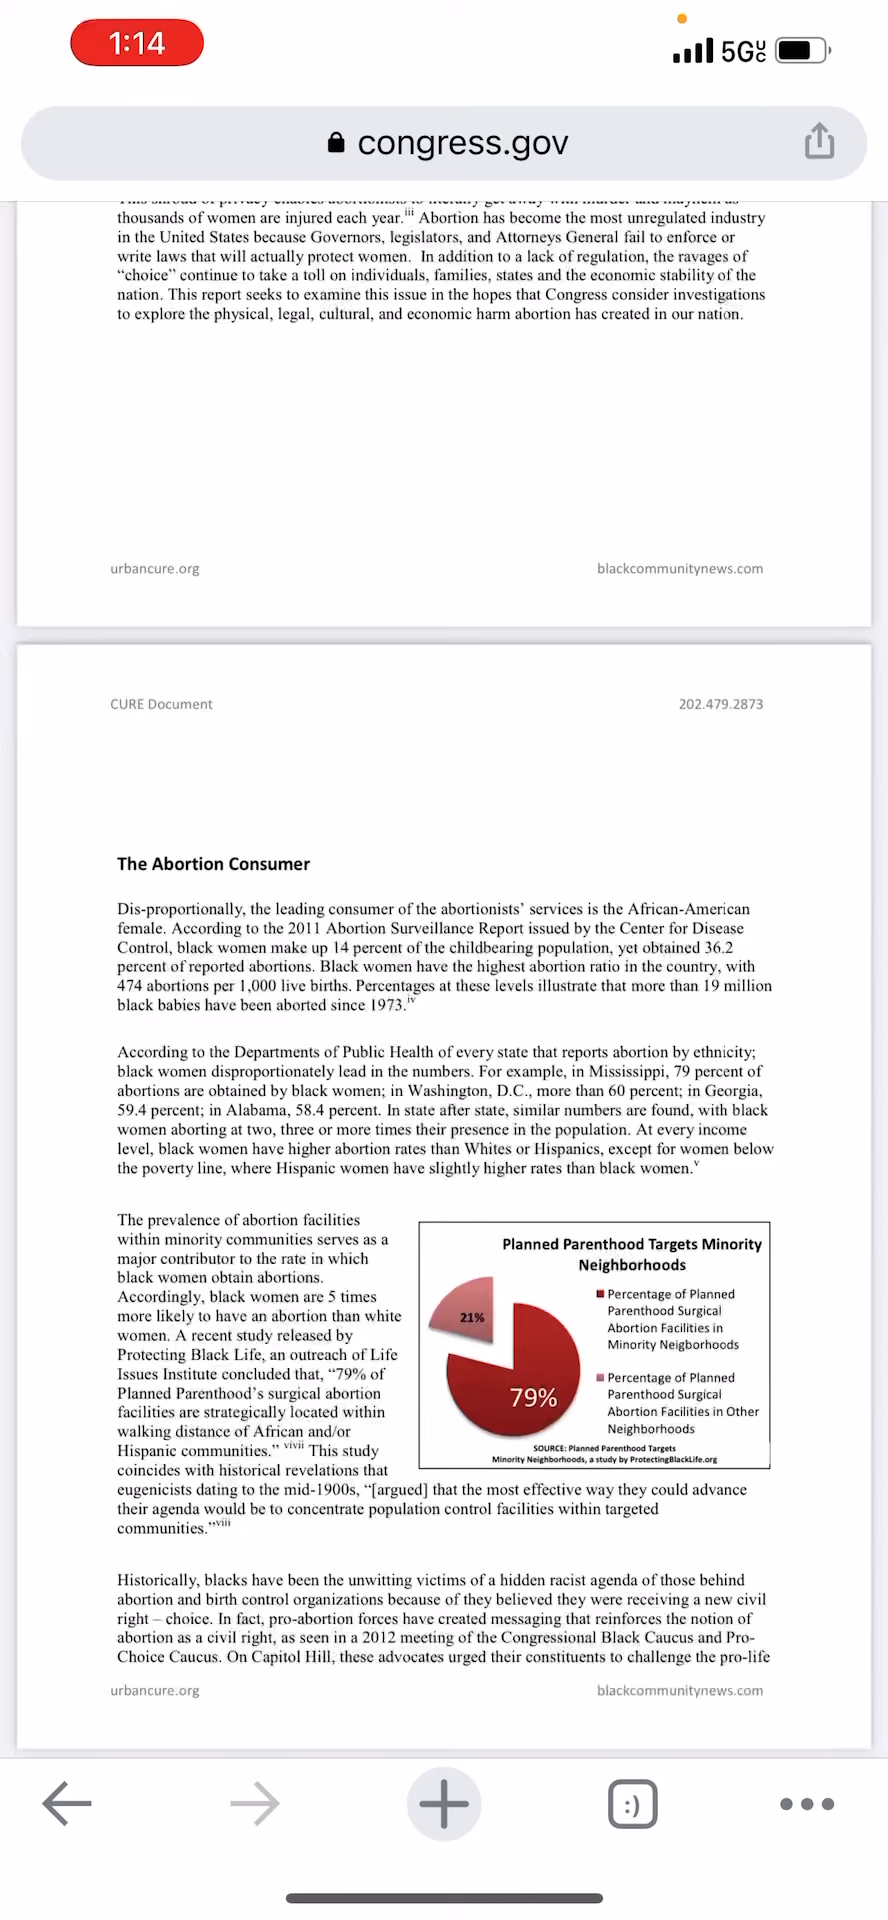 1:14
5G UC
congress.gov
This shroud of privacy enables abortionists to literally get away with murder and mayhem as
thousands of women are injured each year.iii Abortion has become the most unregulated industry
in the United States because Governors, legislators, and Attorneys General fail to enforce or
write laws that will actually protect women. In addition to a lack of regulation, the ravages of
“choice” continue to take a toll on individuals, families, states and the economic stability of the
nation. This report seeks to examine this issue in the hopes that Congress consider investigations
to explore the physical, legal, cultural, and economic harm abortion has created in our nation.
urbancure.org
blackcommunitynews.com
CURE Document
202.479.2873
The Abortion Consumer
Dis-proportionally, the leading consumer of the abortionists’ services is the African-American
female. According to the 2011 Abortion Surveillance Report issued by the Center for Disease
Control, black women make up 14 percent of the childbearing population, yet obtained 36.2
percent of reported abortions. Black women have the highest abortion ratio in the country, with
474 abortions per 1,000 live births. Percentages at these levels illustrate that more than 19 million
black babies have been aborted since 1973.iv
According to the Departments of Public Health of every state that reports abortion by ethnicity;
black women disproportionately lead in the numbers. For example, in Mississippi, 79 percent of
abortions are obtained by black women; in Washington, D.C., more than 60 percent; in Georgia,
59.4 percent; in Alabama, 58.4 percent. In state after state, similar numbers are found, with black
women aborting at two, three or more times their presence in the population. At every income
level, black women have higher abortion rates than Whites or Hispanics, except for women below
the poverty line, where Hispanic women have slightly higher rates than black women.v
The prevalence of abortion facilities
within minority communities serves as a
major contributor to the rate in which
black women obtain abortions.
Accordingly, black women are 5 times
more likely to have an abortion than white
women. A recent study released by
Protecting Black Life, an outreach of Life
Issues Institute concluded that, “79% of
Planned Parenthood’s surgical abortion
facilities are strategically located within
walking distance of African and/or
Hispanic communities.” vivii This study
coincides with historical revelations that
eugenicists dating to the mid-1900s, “[argued] that the most effective way they could advance
their agenda would be to concentrate population control facilities within targeted
communities.”viii
Planned Parenthood Targets Minority
Neighborhoods
21%
79%
Percentage of Planned
Parenthood Surgical
Abortion Facilities in
Minority Neigborhoods
Percentage of Planned
Parenthood Surgical
Abortion Facilities in Other
Neighborhoods
SOURCE: Planned Parenthood Targets
Minority Neighborhoods, a study by ProtectingBlackLife.org
Historically, blacks have been the unwitting victims of a hidden racist agenda of those behind
abortion and birth control organizations because of they believed they were receiving a new civil
right – choice. In fact, pro-abortion forces have created messaging that reinforces the notion of
abortion as a civil right, as seen in a 2012 meeting of the Congressional Black Caucus and Pro-
Choice Caucus. On Capitol Hill, these advocates urged their constituents to challenge the pro-life
urbancure.org
blackcommunitynews.com
:)